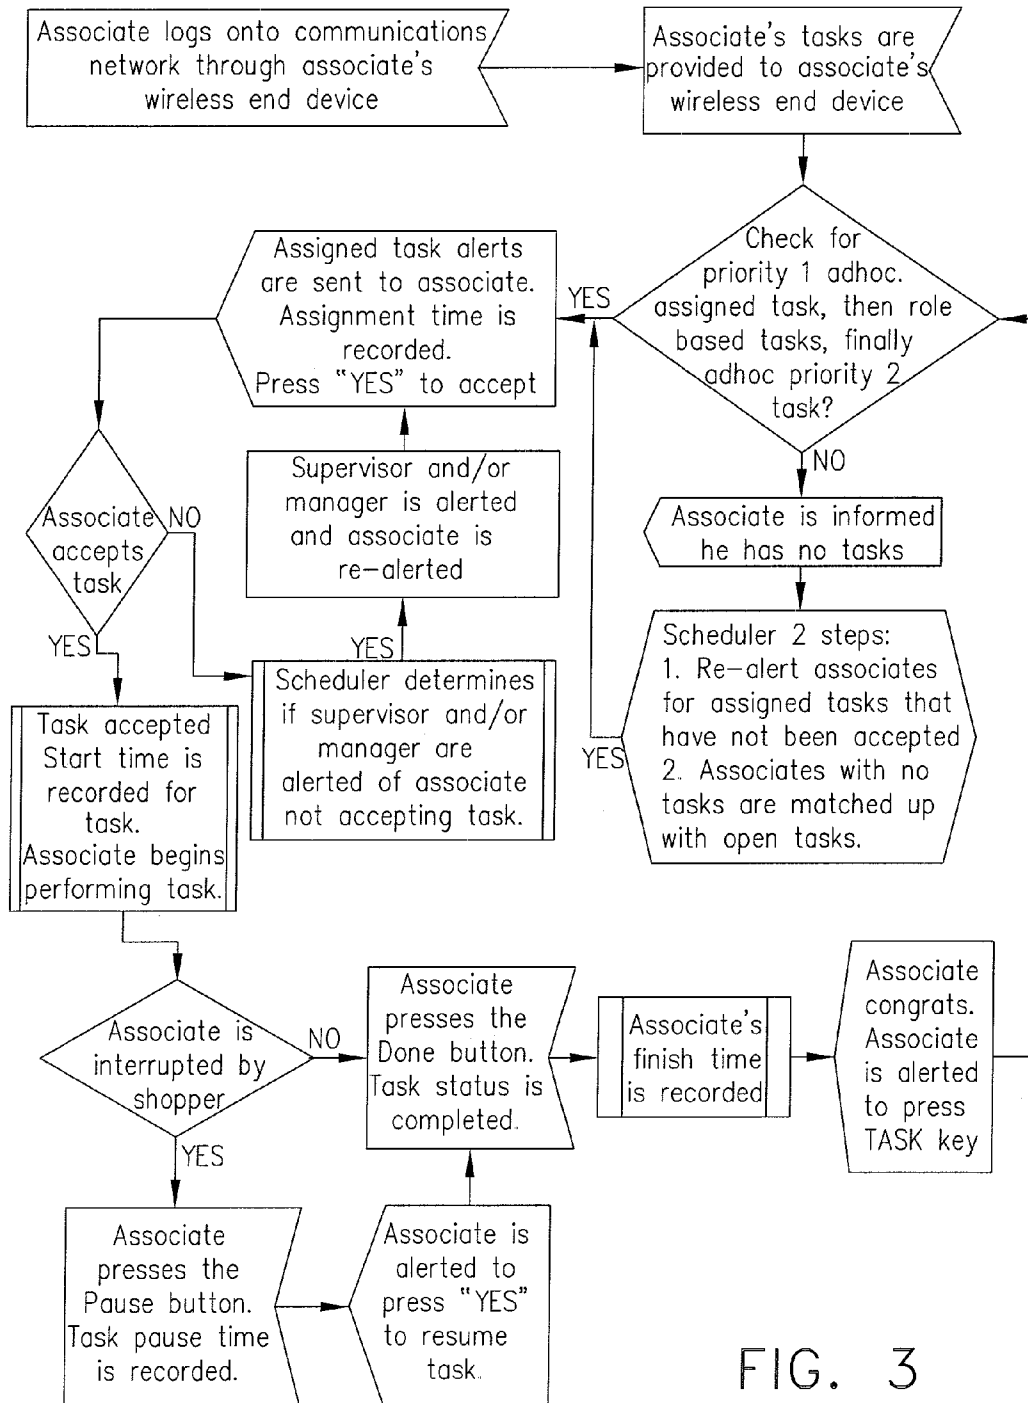 Associate logs onto communications
network through associate's
wireless end device
Associate's tasks are
provided to associate's
wireless end device
Check for
priority 1 adhoc.
assigned task, then role
based tasks, finally
adhoc priority 2
task?
YES
NO
Assigned task alerts
are sent to associate.
Assignment time is
recorded.
Press "YES" to accept
Supervisor and/or
manager is alerted
and associate is
re-alerted
Associate is informed
he has no tasks
Associate
accepts
task
NO
YES
YES
Scheduler determines
if supervisor and/or
manager are
alerted of associate
not accepting task.
Scheduler 2 steps:
1. Re-alert associates
for assigned tasks that
have not been accepted
2. Associates with no
tasks are matched up
with open tasks.
YES
Task accepted
Start time is
recorded for
task.
Associate begins
performing task.
Associate is
interrupted by
shopper
NO
YES
Associate
presses the
Done button.
Task status is
completed.
Associate's
finish time
is recorded
Associate
congrats.
Associate
is alerted
to press
TASK key
Associate
presses the
Pause button.
Task pause time
is recorded.
Associate is
alerted to
press "YES"
to resume
task.
FIG. 3